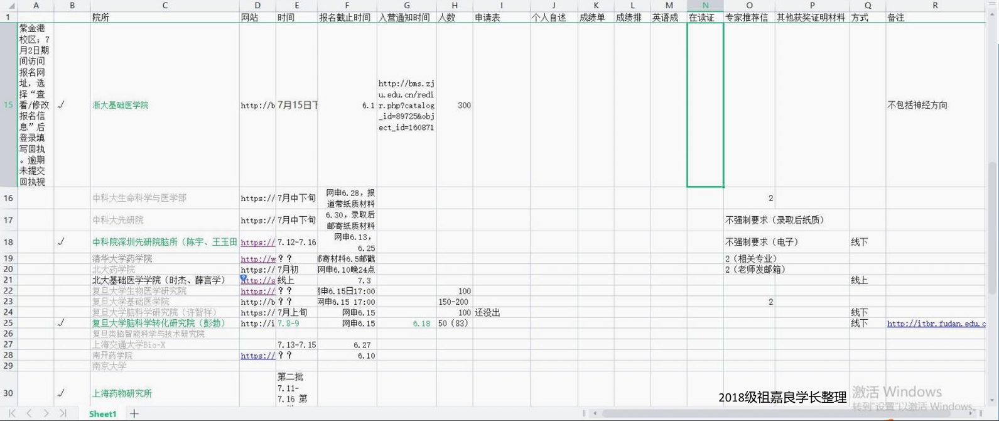 A B C D E F G H I J K L M N O P Q R
1 院所 网站 时间 报名截止时间 入营通知时间 人数 申请表 个人自述 成绩单 成绩排 英语成 在读证 专家推荐信 其他获奖证明材料 方式 备注
紫金港
校区；7
月2日期
间访问
报名网
址，选
择“查
看/修改
报名信
息”后
登录填
写回执
。逾期
未提交
回执视
15 √ 浙大基础医学院 http://b 7月15日下 6.1
http://bms.zj
u.edu.cn/redi
r.php?catalog
_id=89725&obj
ect_id=160871
300 不包括神经方向
16 中科大生命科学与医学部 https:// 7月中下旬 网申6.28，报
道带纸质材料
2
17 中科大先研院 https:// 7月中下旬 6.30，录取后
邮寄纸质材料
不强制要求（录取后纸质）
18 √ 中科院深圳先研院脑所（陈宇、王玉田 https:// 7.12-7.16 网申6.13，
6.25
不强制要求（电子） 线下
19 清华大学药学院 http://w ？？ 邮寄材料6.5邮戳 2（相关专业）
20 北大药学院 https:// 7月初 网申6.10晚24点 2（老师发邮箱）
21 北大基础医学学院（时杰、薛言学） http://s 线上 7.3 线上
22 复旦大学生物医学研究院 https:// ？？ 网申6.15日17:00 100
23 复旦大学基础医学院 http://b ？？ 网申6.15 17:00 150-200 2
24 复旦大学脑科学研究院（许智祥） https:// 7月上旬 网申6.15 100 还没出 线下
25 √ 复旦大学脑科学转化研究院（彭勃） http://i 7.8-9 网申6.15 6.18 50（83） 线下 http://itbr.fudan.edu.c
26 复旦类脑智能科学与技术研究院
27 上海交通大学Bio-X 7.13-7.15 6.27
28 南开药学院 https:// ？？ 6.10
29 南京大学
30 √ 上海药物研究所 第二批
7.11-
7.16 第
2018级祖嘉良学长整理
激活 Windows
转到“设置”以激活 Windows。
Sheet1 +